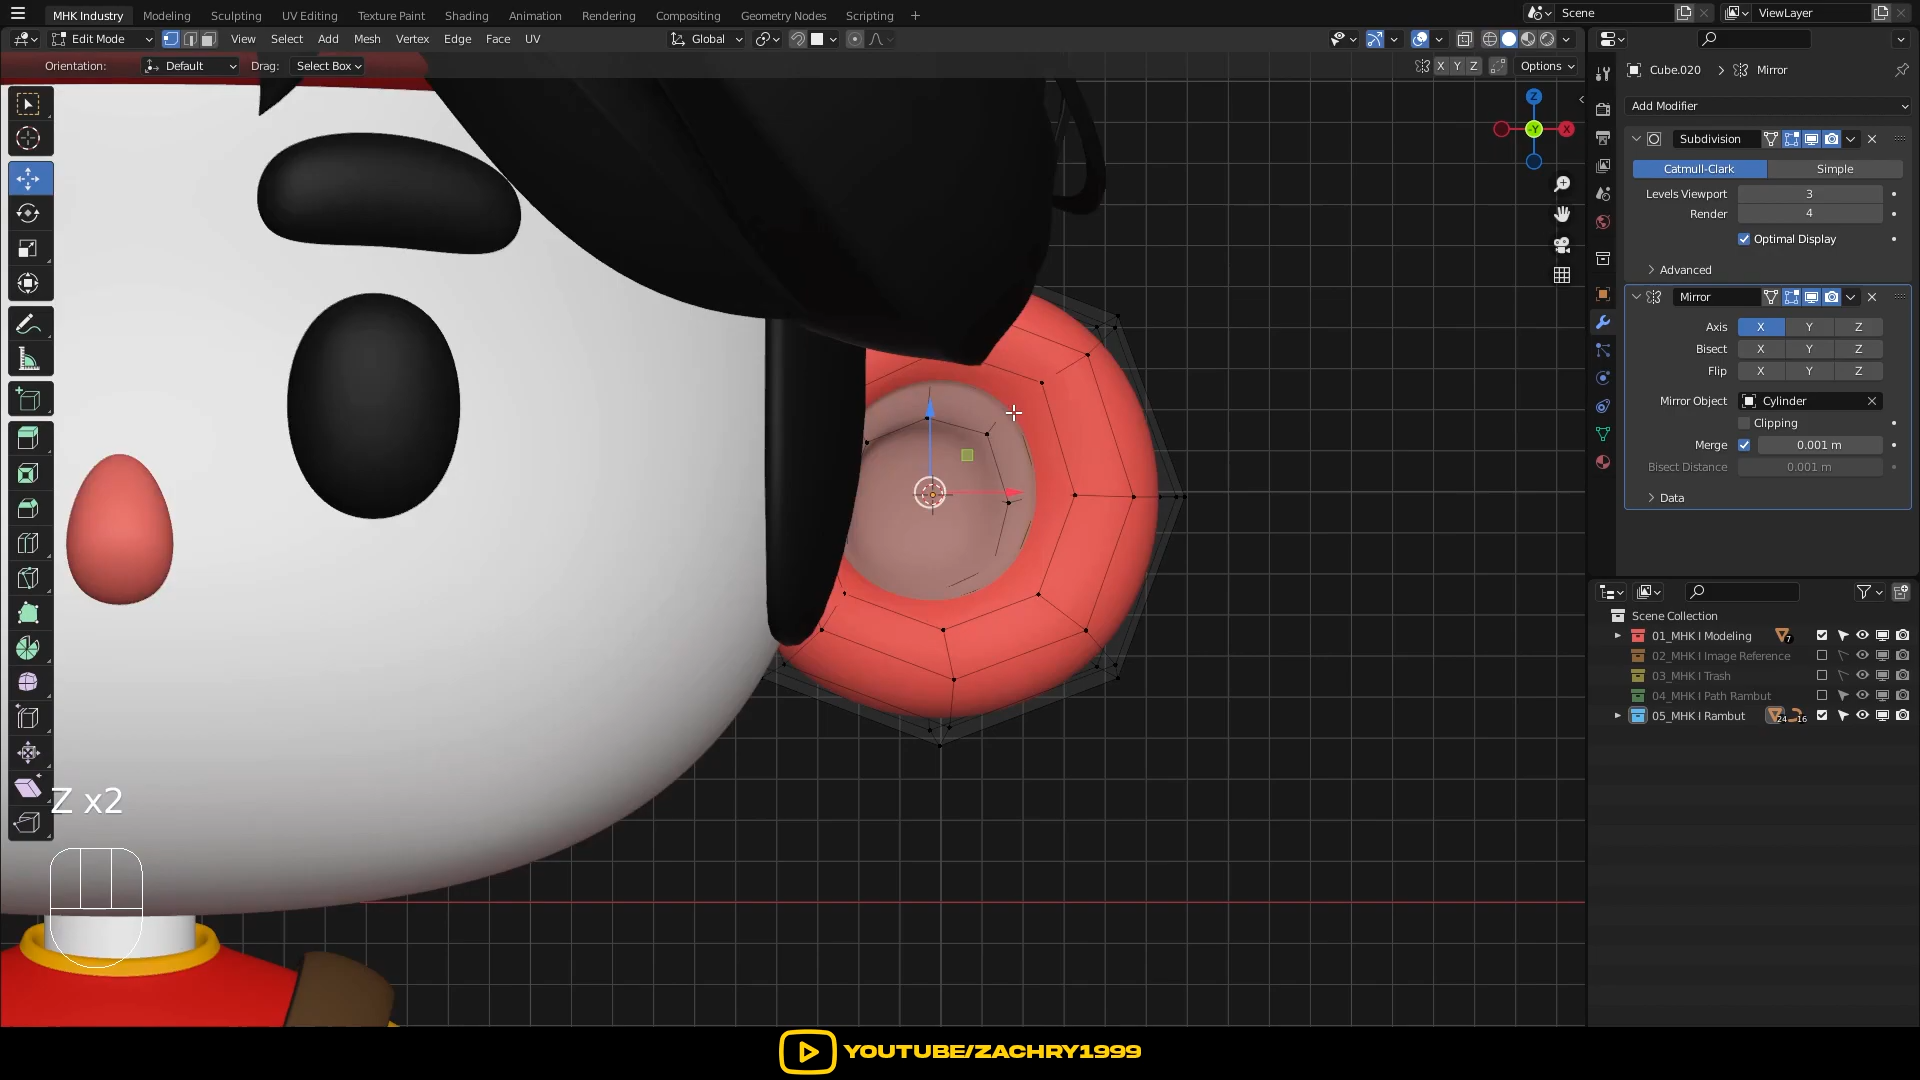 MHK Industry Modeling Sculpting UV Editing Texture Paint Shading Animation Rendering Compositing Geometry Nodes Scripting Scene ViewLayer
Edit Mode View Select Add Mesh Vertex Edge Face UV Global
Orientation: Default Drag: Select Box X Y Z Options
Z
X
-Y
Cube.020 Mirror
Add Modifier
Subdivision
Catmull-Clark Simple
Levels Viewport 3
Render 4
Optimal Display
Advanced
Mirror
Axis X Y Z
Bisect X Y Z
Flip X Y Z
Mirror Object Cylinder
Clipping
Merge 0.001 m
Bisect Distance 0.001 m
Data
Scene Collection
01_MHK I Modeling 7
02_MHK I Image Reference
03_MHK I Trash
04_MHK I Path Rambut
05_MHK I Rambut 24 16
Z x2
YOUTUBE/ZACHRY1999